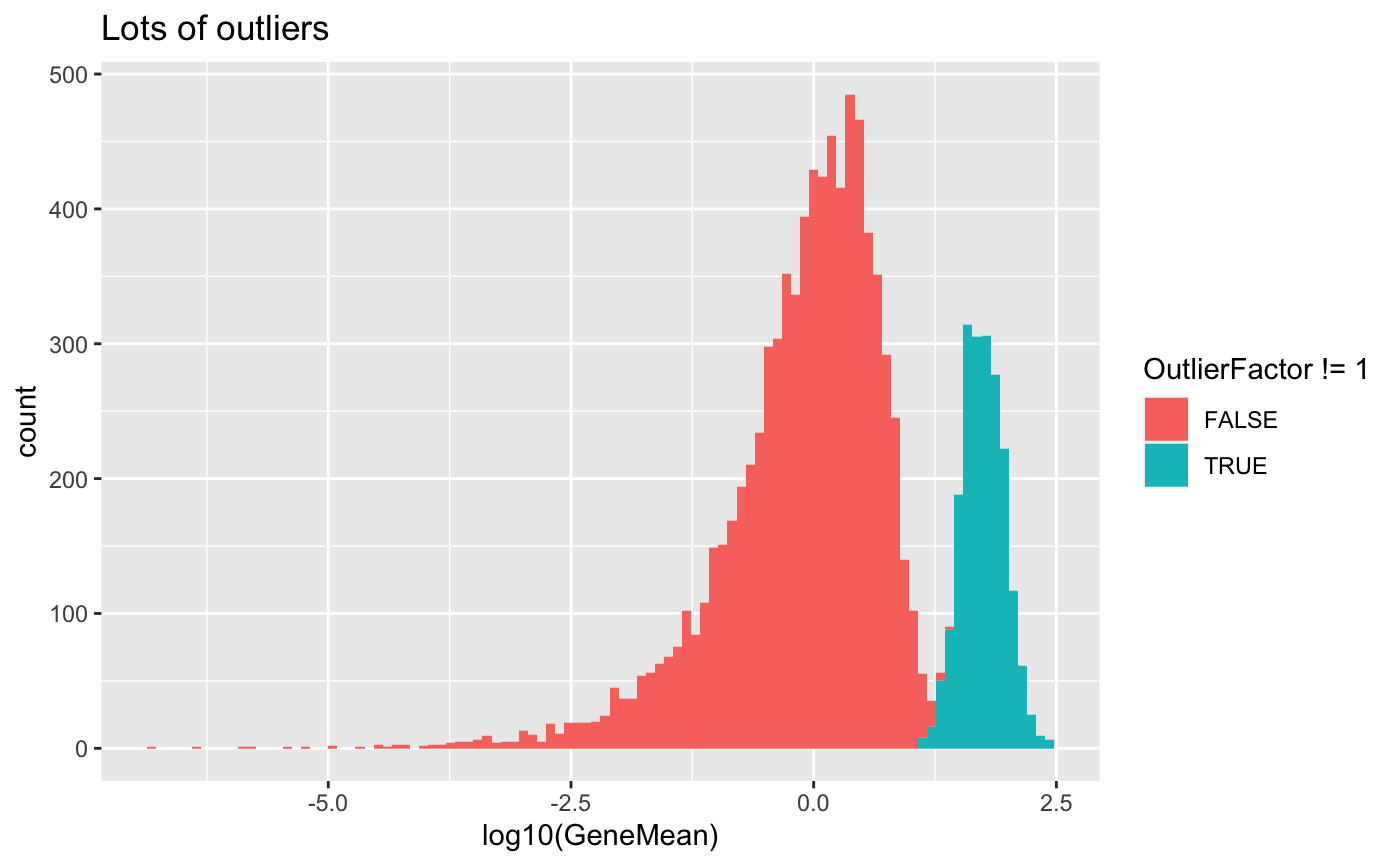 Lots of outliers
500
400
300
200
100
0
count
-5.0
-2.5
0.0
2.5
log10(GeneMean)
OutlierFactor != 1
FALSE
TRUE